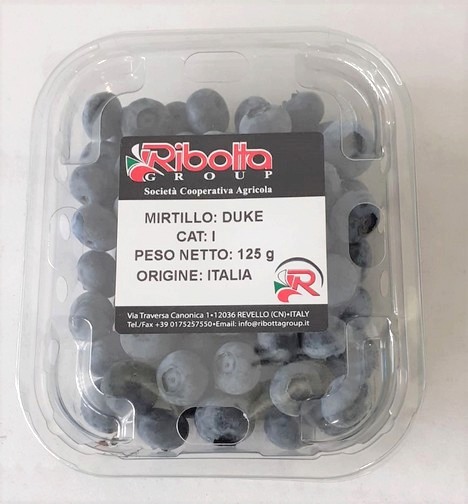 Ribotta
GROUP
Società Cooperativa Agricola
MIRTILLO: DUKE
CAT: I
PESO NETTO: 125 g
ORIGINE: ITALIA
R
Via Traversa Canonica 1•12036 REVELLO (CN)•ITALY
Tel./Fax +39 0175257550•Email: info@ribottagroup.it